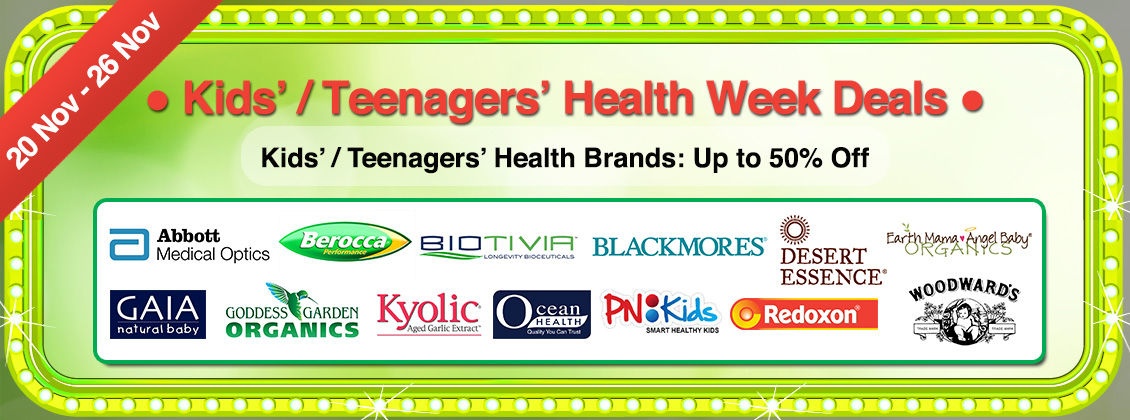 20 Nov - 26 Nov
● Kids' / Teenagers' Health Week Deals ●
Kids' / Teenagers' Health Brands: Up to 50% Off
Abbott
Medical Optics
Berocca
Performance
BIOTIVIA
LONGEVITY BIOCEUTICALS
BLACKMORES®
DESERT
ESSENCE®
Earth Mama ♥ Angel Baby®
ORGANICS
GAIA
natural baby
GODDESS GARDEN
ORGANICS
Kyolic®
Aged Garlic Extract™
Ocean
HEALTH
Quality You Can Trust
PNKids
SMART HEALTHY KIDS
Redoxon®
WOODWARD'S
TRADE MARK TRADE MARK